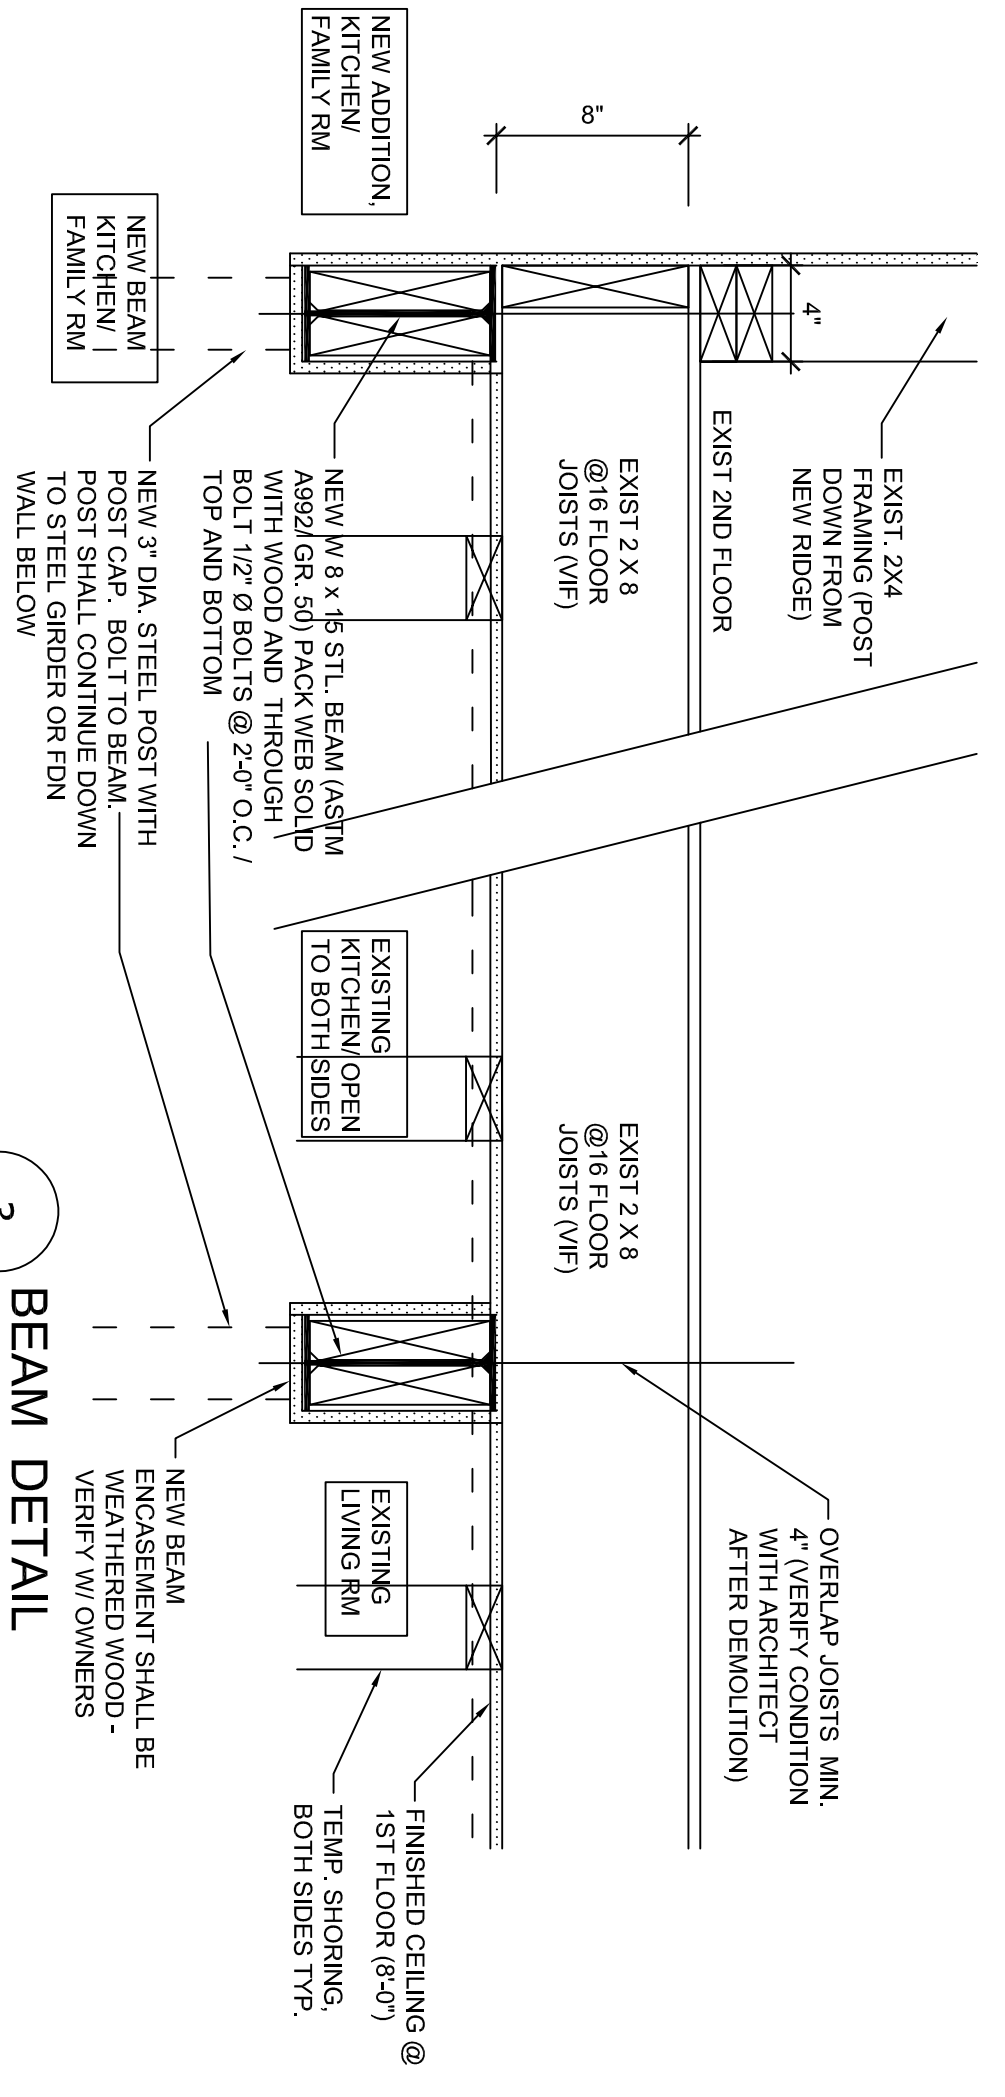 EXIST. 2X4
FRAMING (POST
DOWN FROM
NEW RIDGE)
4"
8"
EXIST 2ND FLOOR
EXIST 2 X 8
@16 FLOOR
JOISTS (VIF)
EXIST 2 X 8
@16 FLOOR
JOISTS (VIF)
OVERLAP JOISTS MIN.
4" (VERIFY CONDITION
WITH ARCHITECT
AFTER DEMOLITION)
NEW ADDITION,
KITCHEN/
FAMILY RM
NEW BEAM
KITCHEN/
FAMILY RM
NEW W 8 x 15 STL. BEAM (ASTM
A992/ GR. 50) PACK WEB SOLID
WITH WOOD AND THROUGH
BOLT 1/2" Ø BOLTS @ 2'-0" O.C. /
TOP AND BOTTOM
EXISTING
KITCHEN/ OPEN
TO BOTH SIDES
EXISTING
LIVING RM
FINISHED CEILING @
1ST FLOOR (8'-0")
TEMP. SHORING,
BOTH SIDES TYP.
NEW 3" DIA. STEEL POST WITH
POST CAP. BOLT TO BEAM.
POST SHALL CONTINUE DOWN
TO STEEL GIRDER OR FDN
WALL BELOW
NEW BEAM
ENCASEMENT SHALL BE
WEATHERED WOOD -
VERIFY W/ OWNERS
BEAM DETAIL